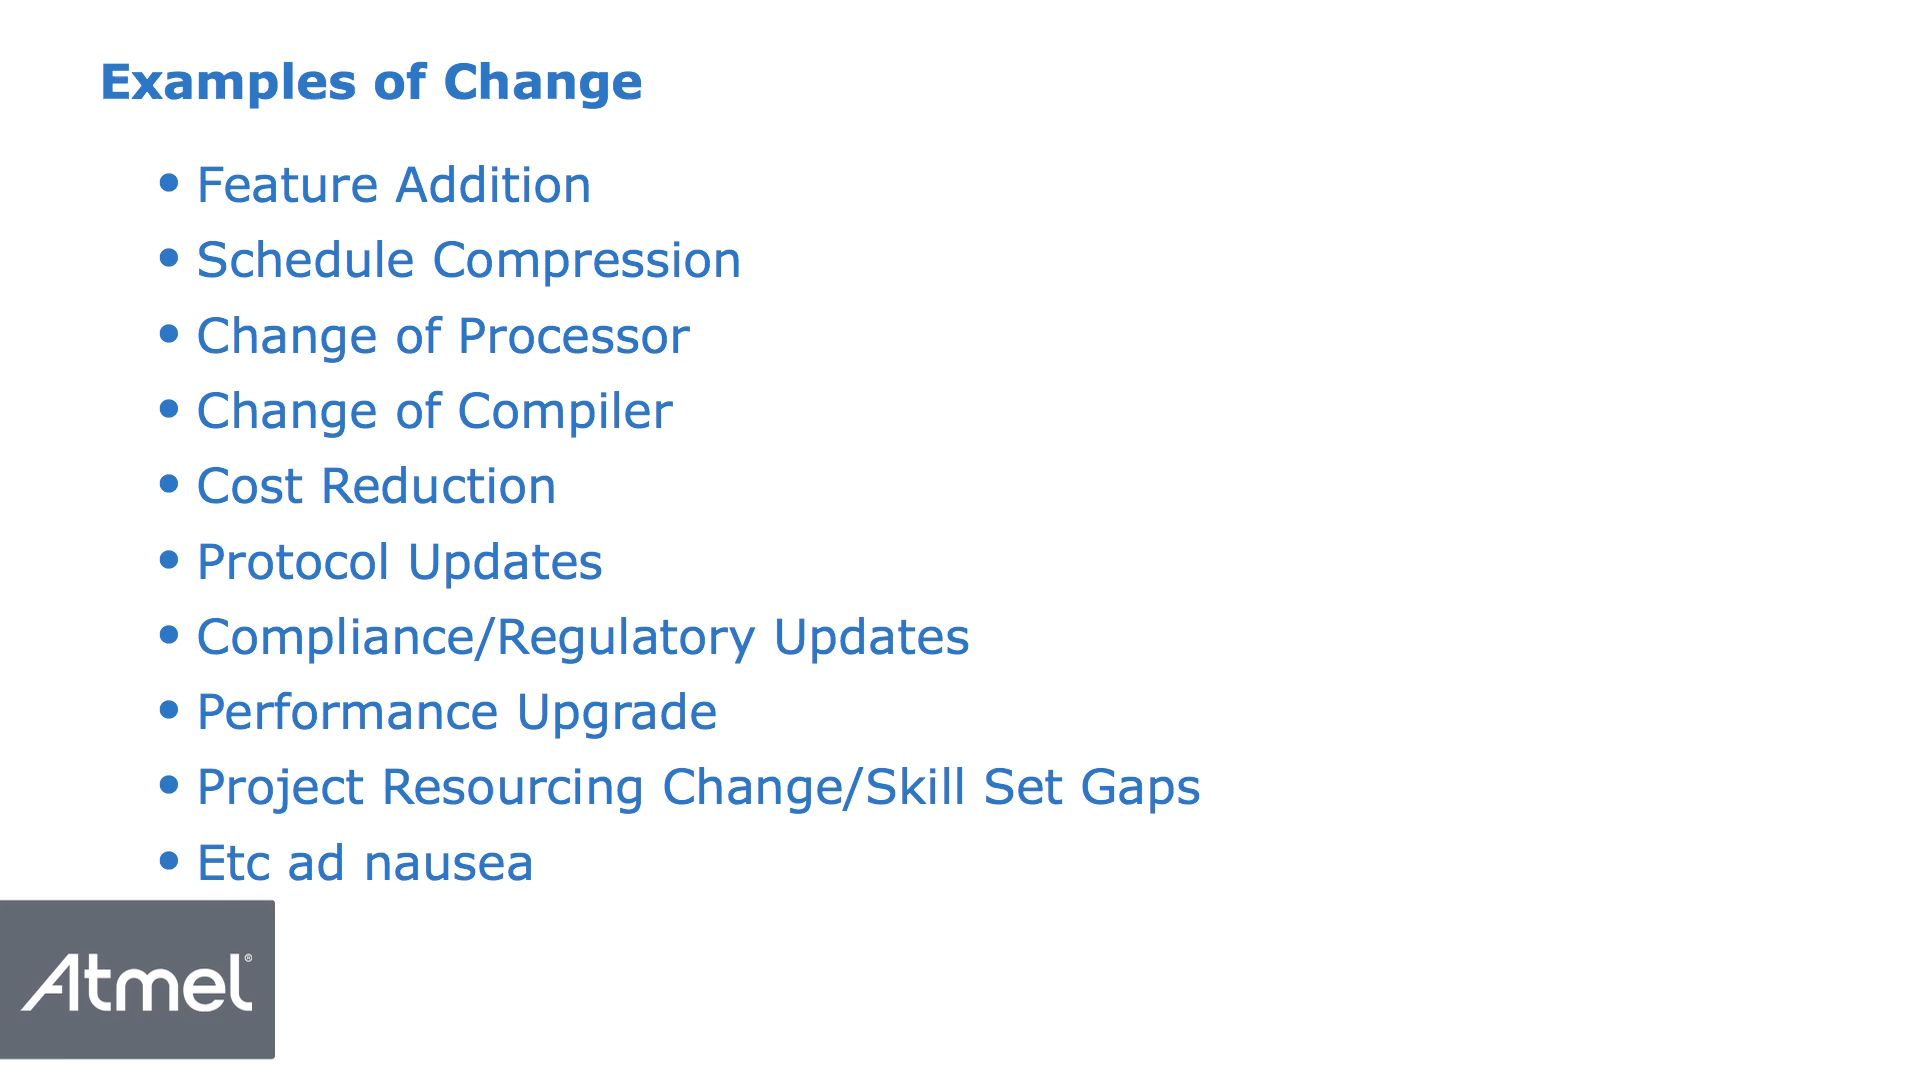 Examples of Change
• Feature Addition
• Schedule Compression
• Change of Processor
• Change of Compiler
• Cost Reduction
• Protocol Updates
• Compliance/Regulatory Updates
• Performance Upgrade
• Project Resourcing Change/Skill Set Gaps
• Etc ad nausea
Atmel®